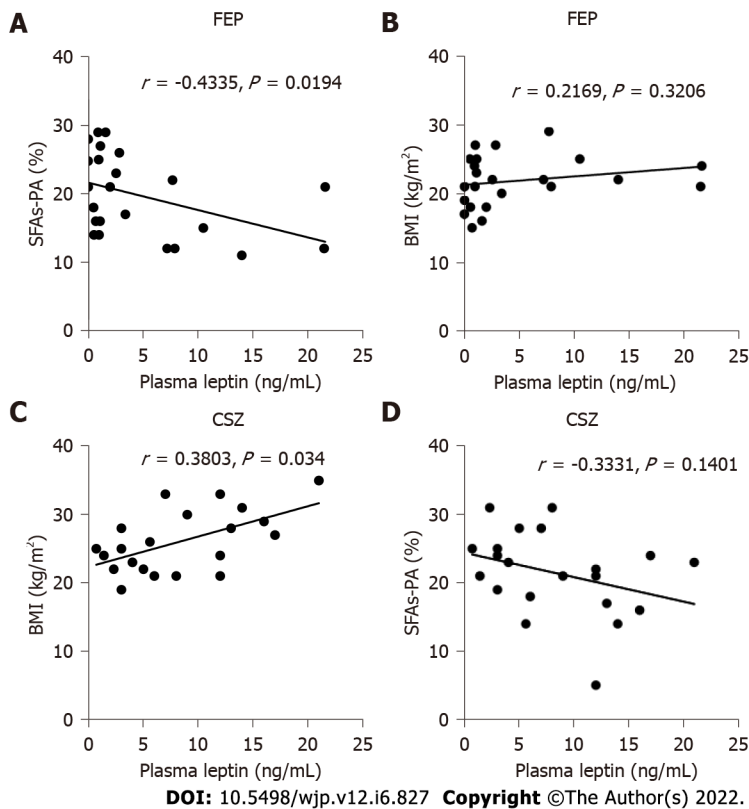 A
FEP
r = -0.4335, P = 0.0194
SFAs-PA (%)
40
30
20
10
0
0 5 10 15 20 25
Plasma leptin (ng/mL)
B
FEP
r = 0.2169, P = 0.3206
BMI (kg/m²)
40
30
20
10
0
0 5 10 15 20 25
Plasma leptin (ng/mL)
C
CSZ
r = 0.3803, P = 0.034
BMI (kg/m²)
40
30
20
10
0
0 5 10 15 20 25
Plasma leptin (ng/mL)
D
CSZ
r = -0.3331, P = 0.1401
SFAs-PA (%)
40
30
20
10
0
0 5 10 15 20 25
Plasma leptin (ng/mL)
DOI: 10.5498/wjp.v12.i6.827 Copyright ©The Author(s) 2022.